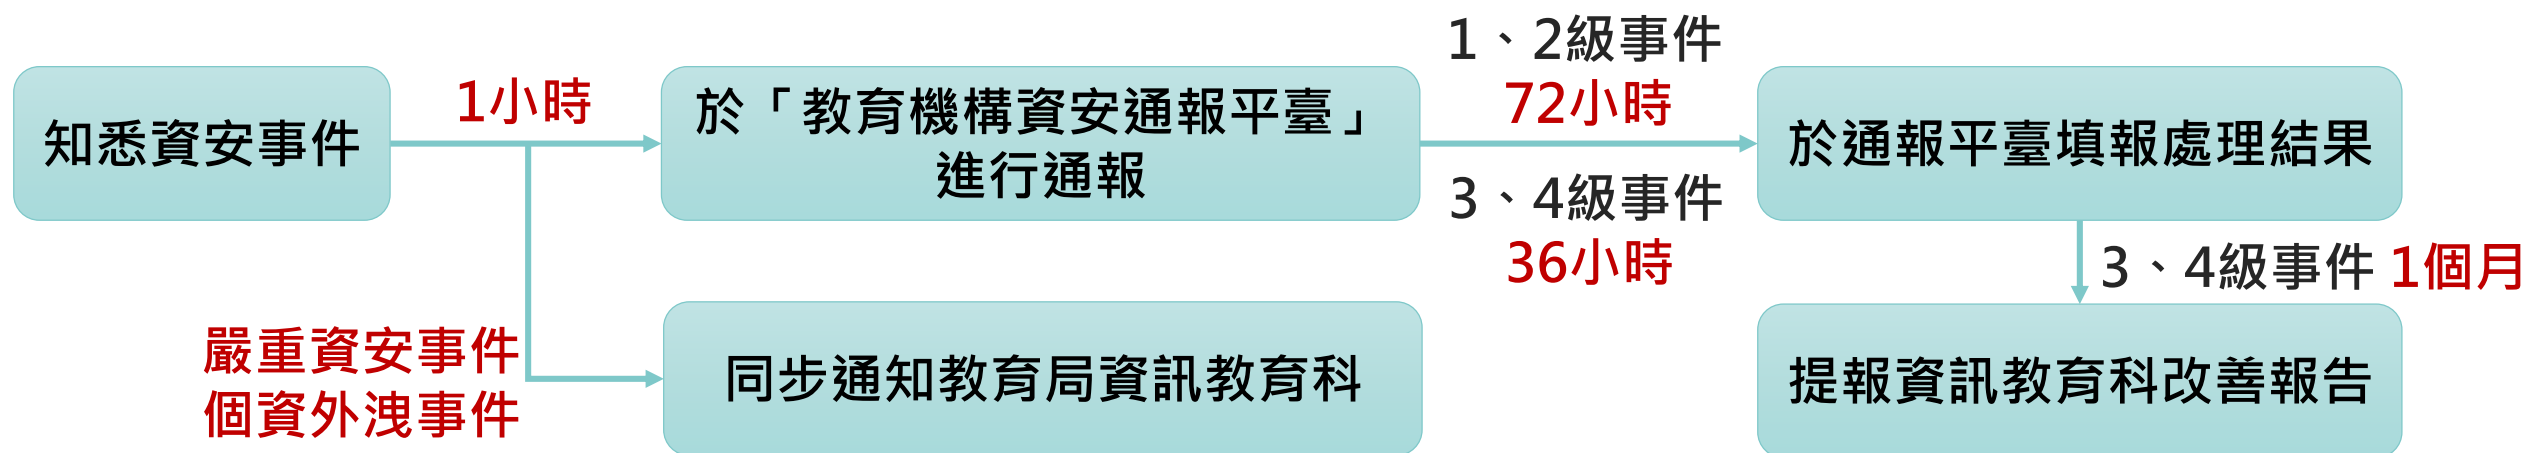 知悉資安事件
1小時
於「教育機構資安通報平臺」
進行通報
1、2級事件
72小時
3、4級事件
36小時
於通報平臺填報處理結果
嚴重資安事件
個資外洩事件
同步通知教育局資訊教育科
3、4級事件 1個月
提報資訊教育科改善報告